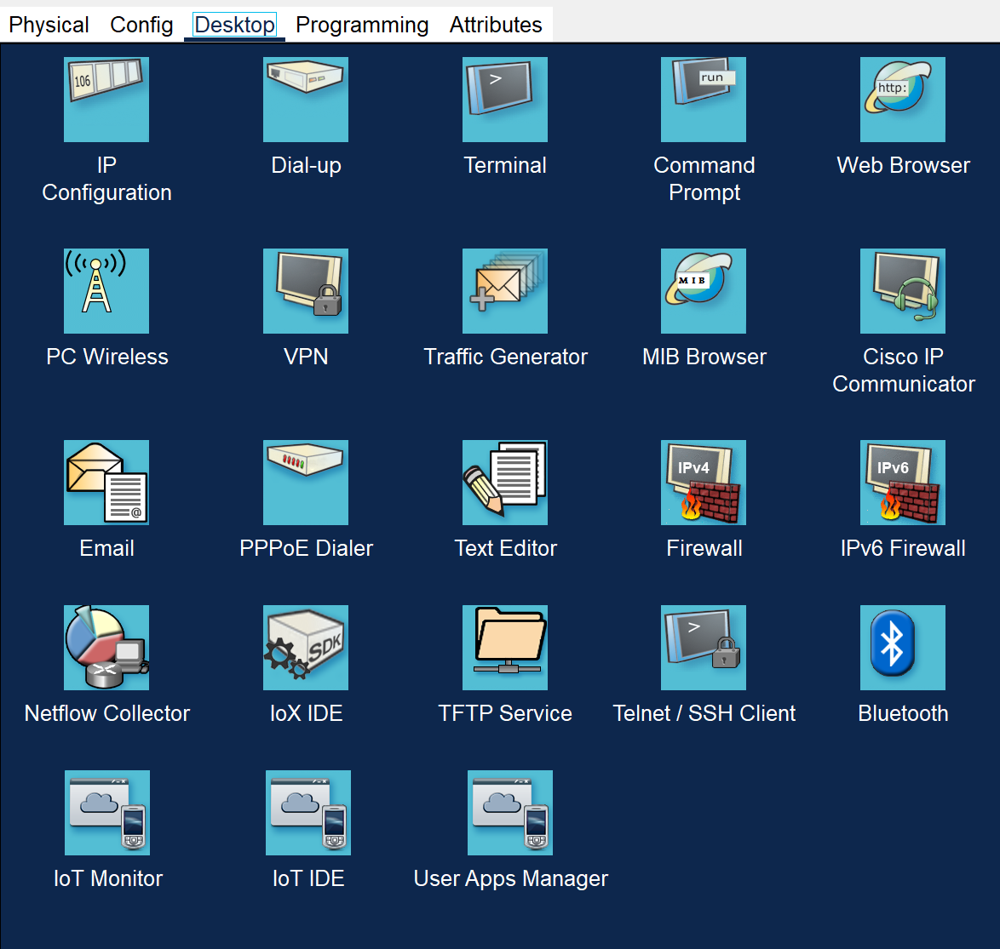 Physical Config Desktop Programming Attributes
106
>
run
http:
IP
Configuration
Dial-up
Terminal
Command
Prompt
Web Browser
MIB
PC Wireless
VPN
Traffic Generator
MIB Browser
Cisco IP
Communicator
@
IPv4
IPv6
Email
PPPoE Dialer
Text Editor
Firewall
IPv6 Firewall
SDK
>
Netflow Collector
IoX IDE
TFTP Service
Telnet / SSH Client
Bluetooth
IoT Monitor
IoT IDE
User Apps Manager